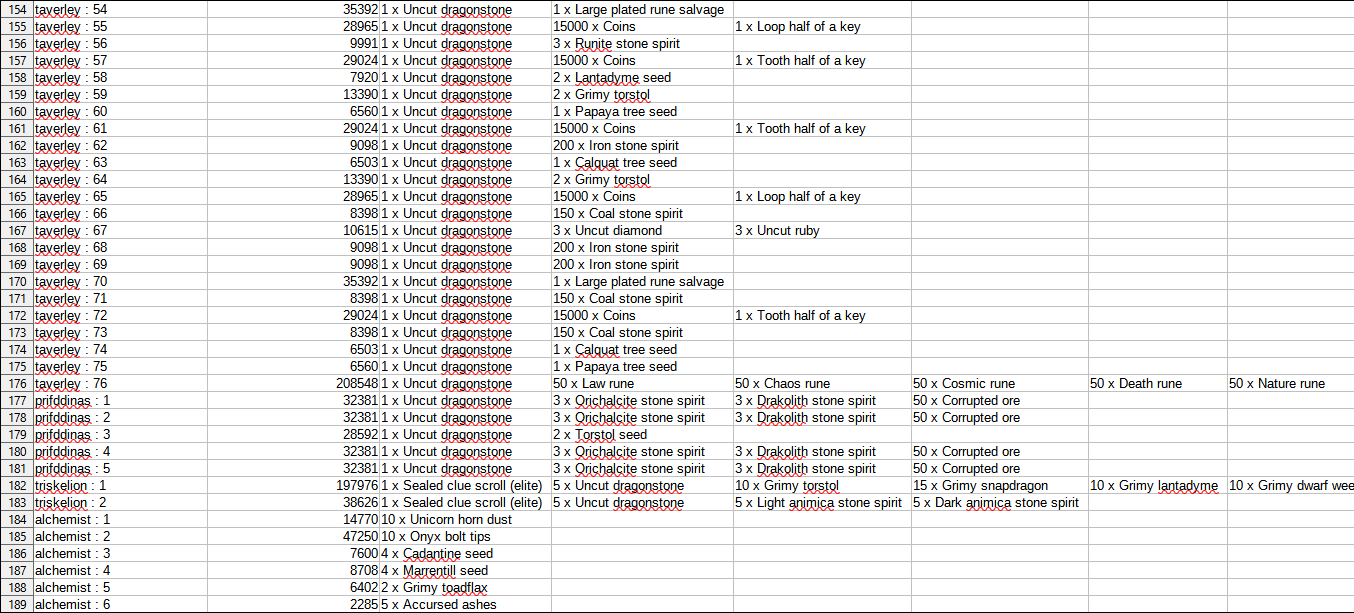 154 taverley : 54 35392 1 x Uncut dragonstone 1 x Large plated rune salvage
155 taverley : 55 28965 1 x Uncut dragonstone 15000 x Coins 1 x Loop half of a key
156 taverley : 56 9991 1 x Uncut dragonstone 3 x Runite stone spirit
157 taverley : 57 29024 1 x Uncut dragonstone 15000 x Coins 1 x Tooth half of a key
158 taverley : 58 7920 1 x Uncut dragonstone 2 x Lantadyme seed
159 taverley : 59 13390 1 x Uncut dragonstone 2 x Grimy torstol
160 taverley : 60 6560 1 x Uncut dragonstone 1 x Papaya tree seed
161 taverley : 61 29024 1 x Uncut dragonstone 15000 x Coins 1 x Tooth half of a key
162 taverley : 62 9098 1 x Uncut dragonstone 200 x Iron stone spirit
163 taverley : 63 6503 1 x Uncut dragonstone 1 x Calquat tree seed
164 taverley : 64 13390 1 x Uncut dragonstone 2 x Grimy torstol
165 taverley : 65 28965 1 x Uncut dragonstone 15000 x Coins 1 x Loop half of a key
166 taverley : 66 8398 1 x Uncut dragonstone 150 x Coal stone spirit
167 taverley : 67 10615 1 x Uncut dragonstone 3 x Uncut diamond 3 x Uncut ruby
168 taverley : 68 9098 1 x Uncut dragonstone 200 x Iron stone spirit
169 taverley : 69 9098 1 x Uncut dragonstone 200 x Iron stone spirit
170 taverley : 70 35392 1 x Uncut dragonstone 1 x Large plated rune salvage
171 taverley : 71 8398 1 x Uncut dragonstone 150 x Coal stone spirit
172 taverley : 72 29024 1 x Uncut dragonstone 15000 x Coins 1 x Tooth half of a key
173 taverley : 73 8398 1 x Uncut dragonstone 150 x Coal stone spirit
174 taverley : 74 6503 1 x Uncut dragonstone 1 x Calquat tree seed
175 taverley : 75 6560 1 x Uncut dragonstone 1 x Papaya tree seed
176 taverley : 76 208548 1 x Uncut dragonstone 50 x Law rune 50 x Chaos rune 50 x Cosmic rune 50 x Death rune 50 x Nature rune
177 prifddinas : 1 32381 1 x Uncut dragonstone 3 x Orichalcite stone spirit 3 x Drakolith stone spirit 50 x Corrupted ore
178 prifddinas : 2 32381 1 x Uncut dragonstone 3 x Orichalcite stone spirit 3 x Drakolith stone spirit 50 x Corrupted ore
179 prifddinas : 3 28592 1 x Uncut dragonstone 2 x Torstol seed
180 prifddinas : 4 32381 1 x Uncut dragonstone 3 x Orichalcite stone spirit 3 x Drakolith stone spirit 50 x Corrupted ore
181 prifddinas : 5 32381 1 x Uncut dragonstone 3 x Orichalcite stone spirit 3 x Drakolith stone spirit 50 x Corrupted ore
182 triskelion : 1 197976 1 x Sealed clue scroll (elite) 5 x Uncut dragonstone 10 x Grimy torstol 15 x Grimy snapdragon 10 x Grimy lantadyme 10 x Grimy dwarf wee
183 triskelion : 2 38626 1 x Sealed clue scroll (elite) 5 x Uncut dragonstone 5 x Light animica stone spirit 5 x Dark animica stone spirit
184 alchemist : 1 14770 10 x Unicorn horn dust
185 alchemist : 2 47250 10 x Onyx bolt tips
186 alchemist : 3 7600 4 x Cadantine seed
187 alchemist : 4 8708 4 x Marrentill seed
188 alchemist : 5 6402 2 x Grimy toadflax
189 alchemist : 6 2285 5 x Accursed ashes